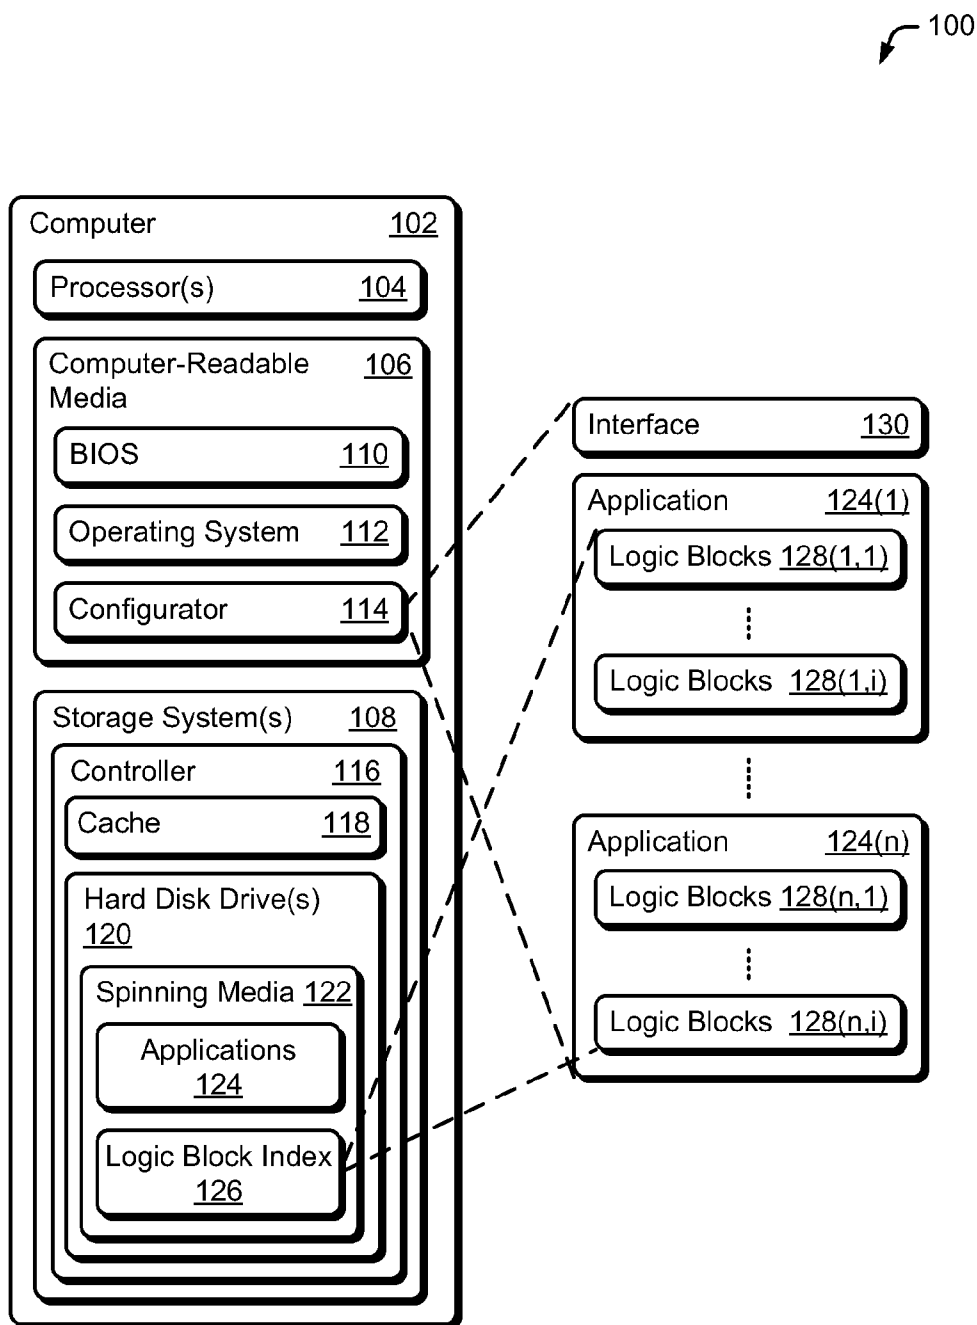 100
Computer 102
Processor(s) 104
Computer-Readable 106
Media
BIOS 110
Operating System 112
Configurator 114
Storage System(s) 108
Controller 116
Cache 118
Hard Disk Drive(s)
120
Spinning Media 122
Applications
124
Logic Block Index
126
Interface 130
Application 124(1)
Logic Blocks 128(1,1)
Logic Blocks 128(1,i)
Application 124(n)
Logic Blocks 128(n,1)
Logic Blocks 128(n,i)